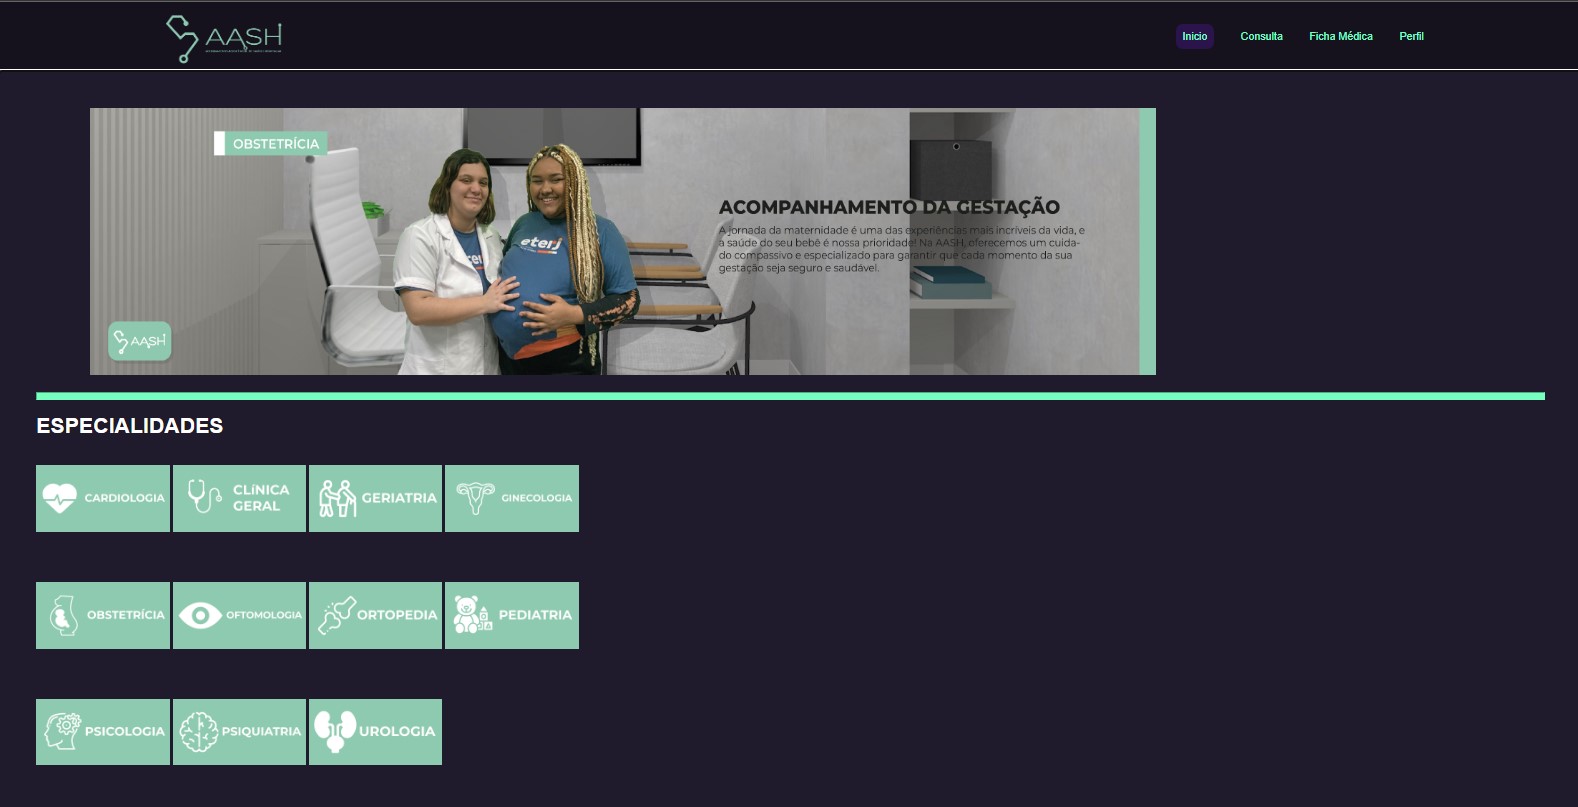 AASH
Inicio
Consulta
Ficha Médica
Perfil
OBSTETRÍCIA
eterj
ACOMPANHAMENTO DA GESTAÇÃO
A jornada da maternidade é uma das experiências mais incríveis da vida, e
a saúde do seu bebê é nossa prioridade! Na AASH, oferecemos um cuida-
do compassivo e especializado para garantir que cada momento da sua
gestação seja seguro e saudável.
AASH
ESPECIALIDADES
CARDIOLOGIA
CLÍNICA
GERAL
GERIATRIA
GINECOLOGIA
OBSTETRÍCIA
OFTOMOLOGIA
ORTOPEDIA
PEDIATRIA
PSICOLOGIA
PSIQUIATRIA
UROLOGIA